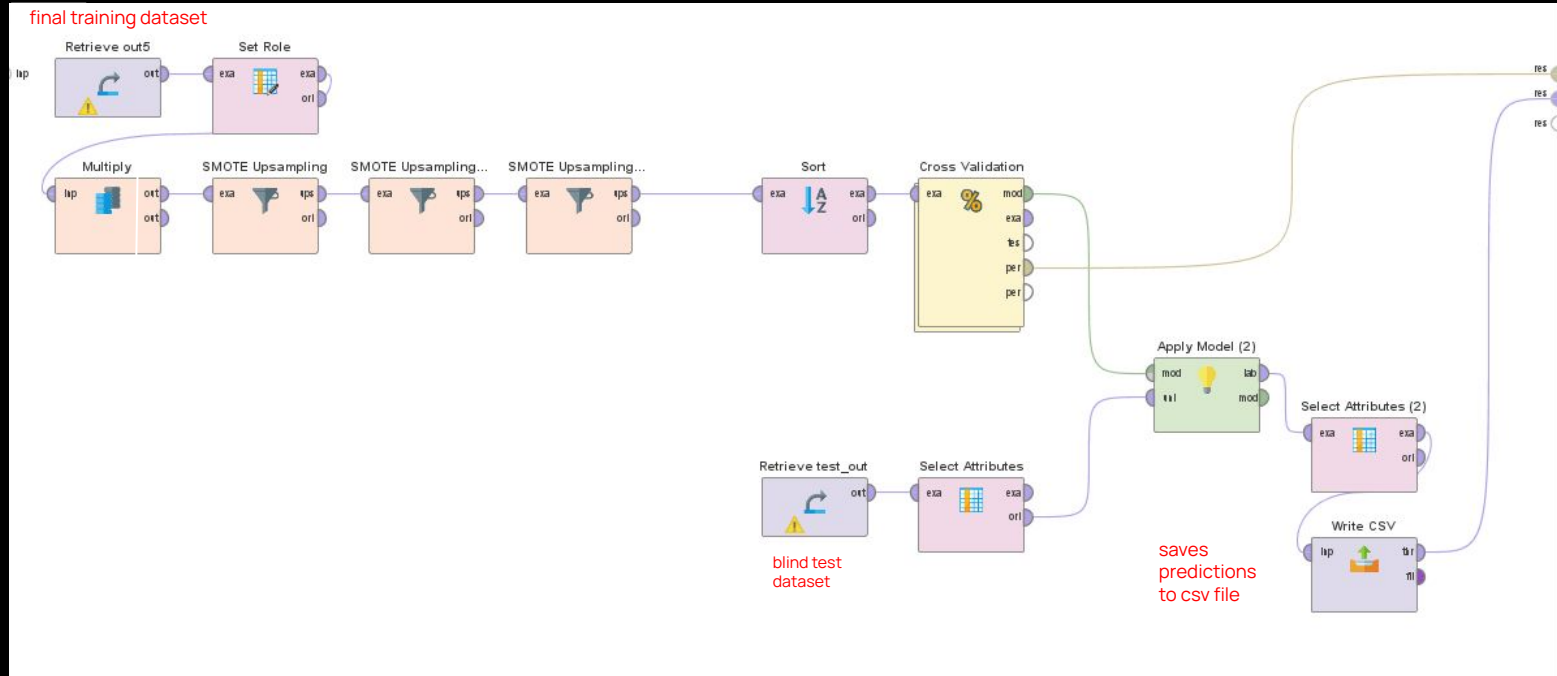 final training dataset
Retrieve out5
Set Role
Inp
out
exa
exa
ori
res
res
res
Multiply
SMOTE Upsampling
SMOTE Upsampling...
SMOTE Upsampling...
Sort
Cross Validation
inp
out
out
exa
ups
ori
exa
ups
ori
exa
ups
ori
exa
exa
ori
A
Z
exa
%
mod
exa
tes
per
per
Apply Model (2)
mod
lab
unl
mod
Select Attributes (2)
exa
exa
ori
Retrieve test_out
Select Attributes
out
exa
exa
ori
Write CSV
inp
thr
fil
blind test
dataset
saves
predictions
to csv file